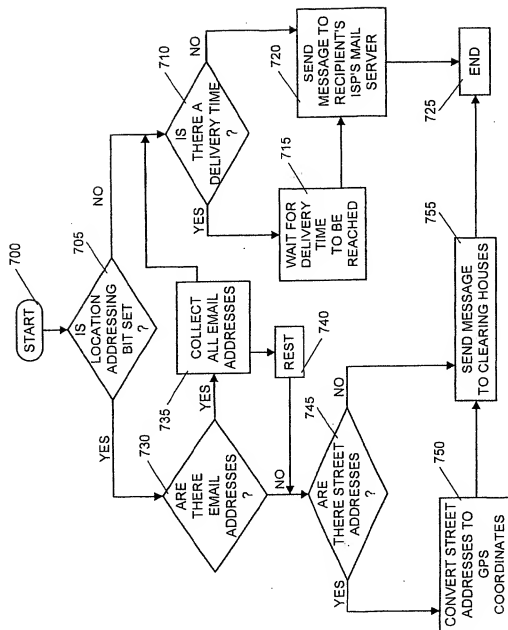 700
START
705
IS
LOCATION
ADDRESSING
BIT SET
?
YES
NO
710
IS
THERE A
DELIVERY TIME
?
YES
NO
715
WAIT FOR
DELIVERY
TIME
TO BE
REACHED
720
SEND
MESSAGE TO
RECIPIENT'S
ISP'S MAIL
SERVER
725
END
730
ARE
THERE
EMAIL
ADDRESSES
?
YES
NO
735
COLLECT
ALL EMAIL
ADDRESSES
740
REST
745
ARE
THERE STREET
ADDRESSES
?
YES
NO
750
CONVERT STREET
ADDRESSES TO
GPS
COORDINATES
755
SEND MESSAGE
TO CLEARING HOUSES